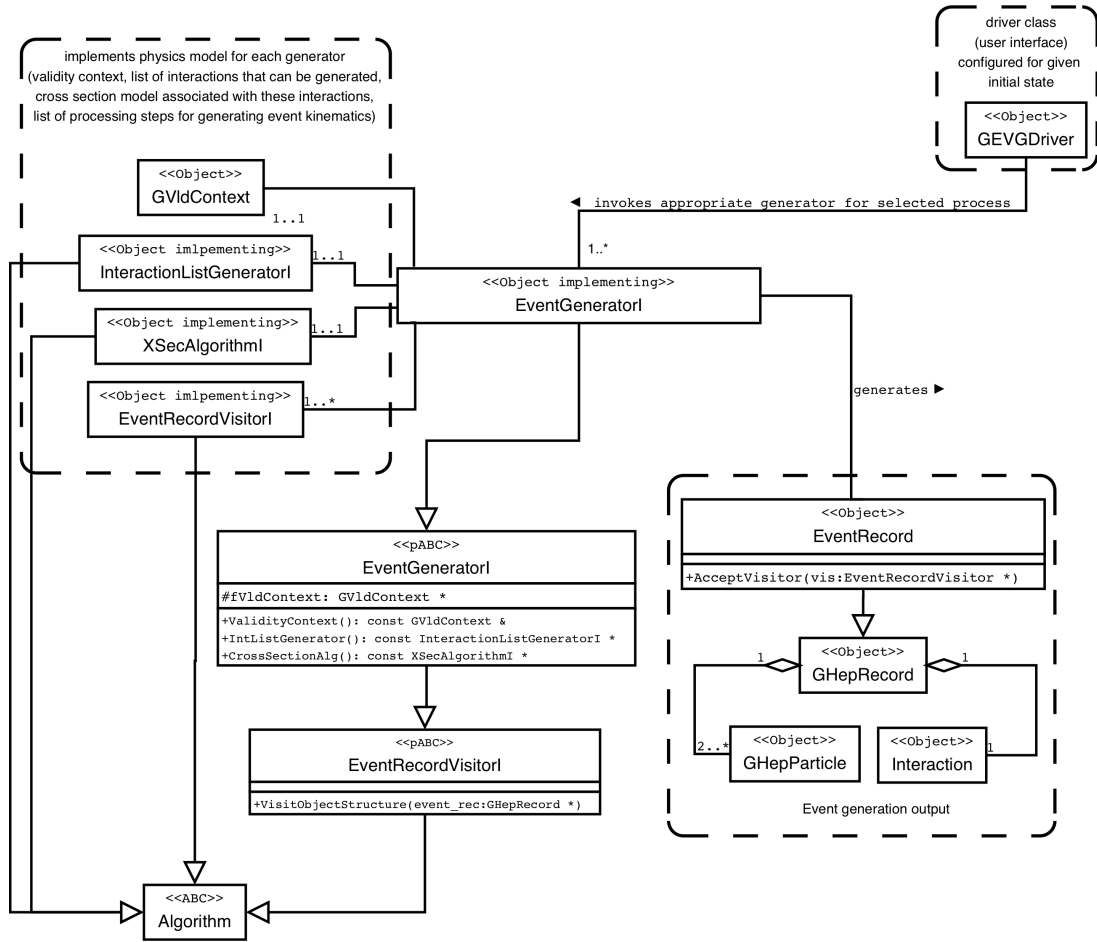 implements physics model for each generator
(validity context, list of interactions that can be generated,
cross section model associated with these interactions,
list of processing steps for generating event kinematics)
driver class
(user interface)
configured for given
initial state
<<Object>>
GEVGDriver
<<Object>>
GVldContext
1..1
◄ invokes appropriate generator for selected process
1..*
<<Object imlpementing>>
InteractionListGeneratorI
1..1
<<Object implementing>>
EventGeneratorI
<<Object implementing>>
XSecAlgorithmI
1..1
<<Object imlpementing>>
EventRecordVisitorI
1..*
generates ►
<<pABC>>
EventGeneratorI
#fVldContext: GVldContext *
+ValidityContext(): const GVldContext &
+IntListGenerator(): const InteractionListGeneratorI *
+CrossSectionAlg(): const XSecAlgorithmI *
<<Object>>
EventRecord
+AcceptVisitor(vis:EventRecordVisitor *)
<<Object>>
GHepRecord
1
1
<<Object>>
GHepParticle
2..*
<<Object>>
Interaction
1
Event generation output
<<pABC>>
EventRecordVisitorI
+VisitObjectStructure(event_rec:GHepRecord *)
<<ABC>>
Algorithm